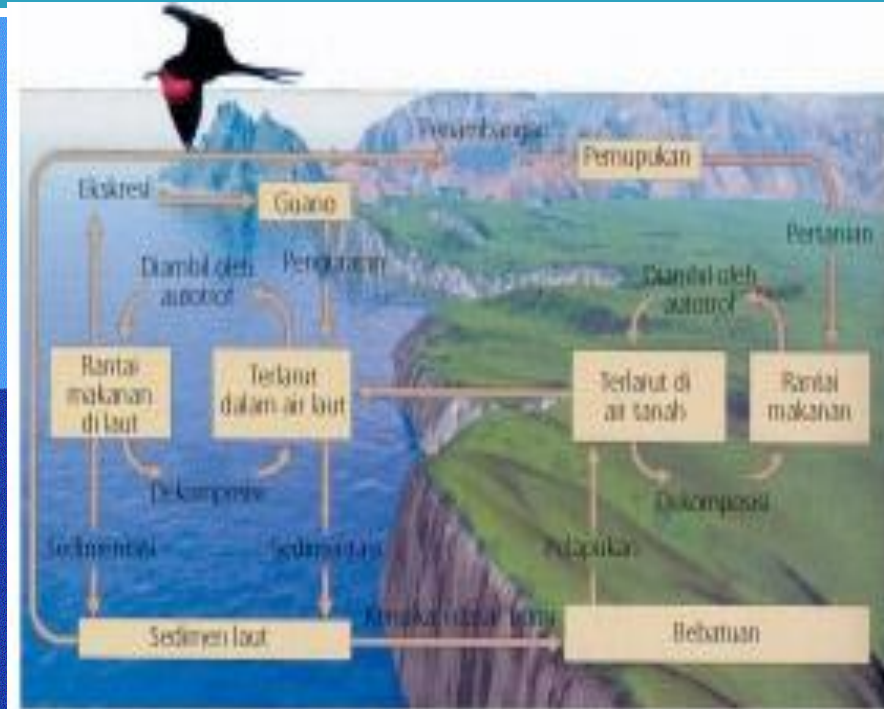 Penambangan
Pemupukan
Ekskresi
Guano
Pertanian
Diambil oleh
autotrof
Diambil oleh
autotrof
Rantai
makanan
di laut
Terlarut
dalam air laut
Terlarut di
air tanah
Rantai
makanan
Dekomposisi
Dekomposisi
Sedimentasi
Sedimentasi
Pelapukan
Sedimen laut
Bebatuan